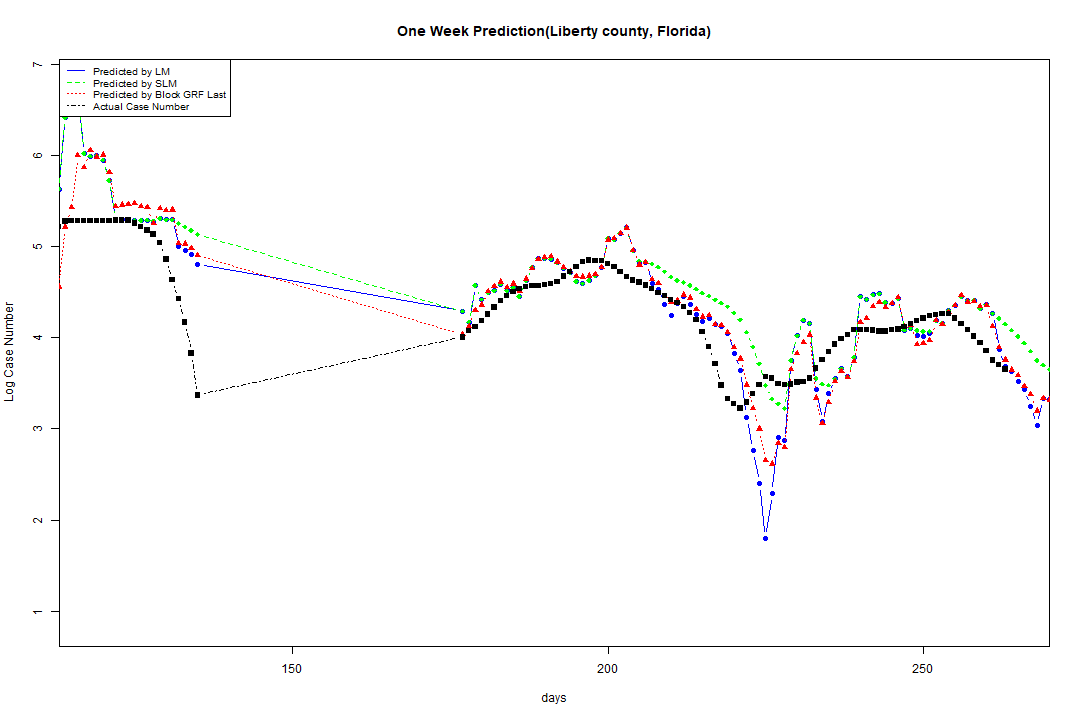 One Week Prediction(Liberty county, Florida)
Predicted by LM
Predicted by SLM
Predicted by Block GRF Last
Actual Case Number
Log Case Number
7
6
5
4
3
2
1
150
200
250
days